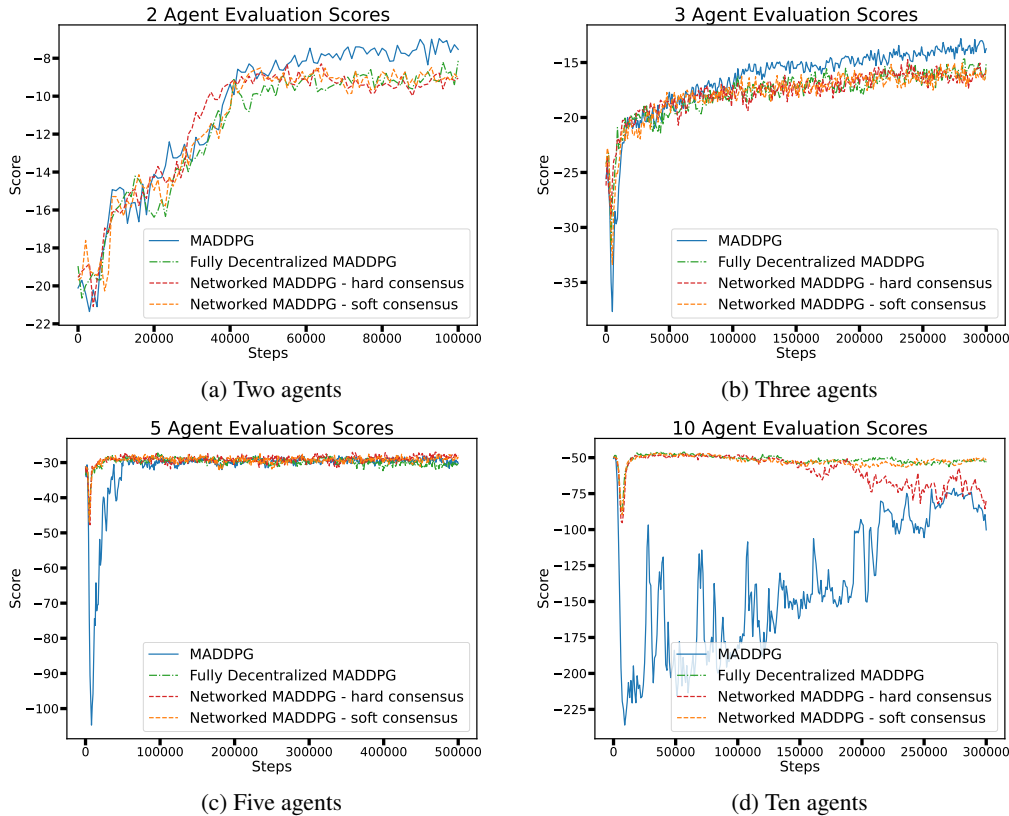 2 Agent Evaluation Scores
−8
−10
−12
−14
−16
−18
−20
−22
Score
MADDPG
Fully Decentralized MADDPG
Networked MADDPG - hard consensus
Networked MADDPG - soft consensus
0 20000 40000 60000 80000 100000
Steps
(a) Two agents
3 Agent Evaluation Scores
−15
−20
−25
−30
−35
Score
MADDPG
Fully Decentralized MADDPG
Networked MADDPG - hard consensus
Networked MADDPG - soft consensus
0 50000 100000 150000 200000 250000 300000
Steps
(b) Three agents
5 Agent Evaluation Scores
−30
−40
−50
−60
−70
−80
−90
−100
Score
MADDPG
Fully Decentralized MADDPG
Networked MADDPG - hard consensus
Networked MADDPG - soft consensus
0 100000 200000 300000 400000 500000
Steps
(c) Five agents
10 Agent Evaluation Scores
−50
−75
−100
−125
−150
−175
−200
−225
Score
MADDPG
Fully Decentralized MADDPG
Networked MADDPG - hard consensus
Networked MADDPG - soft consensus
0 50000 100000 150000 200000 250000 300000
Steps
(d) Ten agents